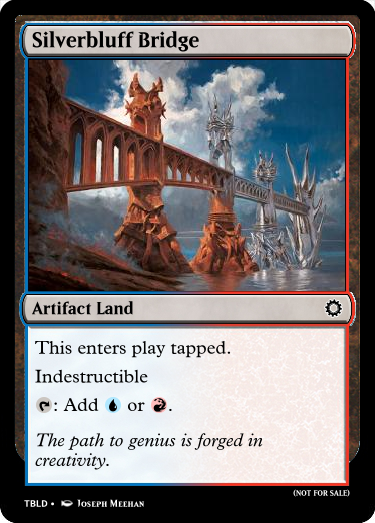 Silverbluff Bridge
Artifact Land
This enters play tapped.
Indestructible
: Add or .
The path to genius is forged in
creativity.
(NOT FOR SALE)
TBLD • Joseph Meehan